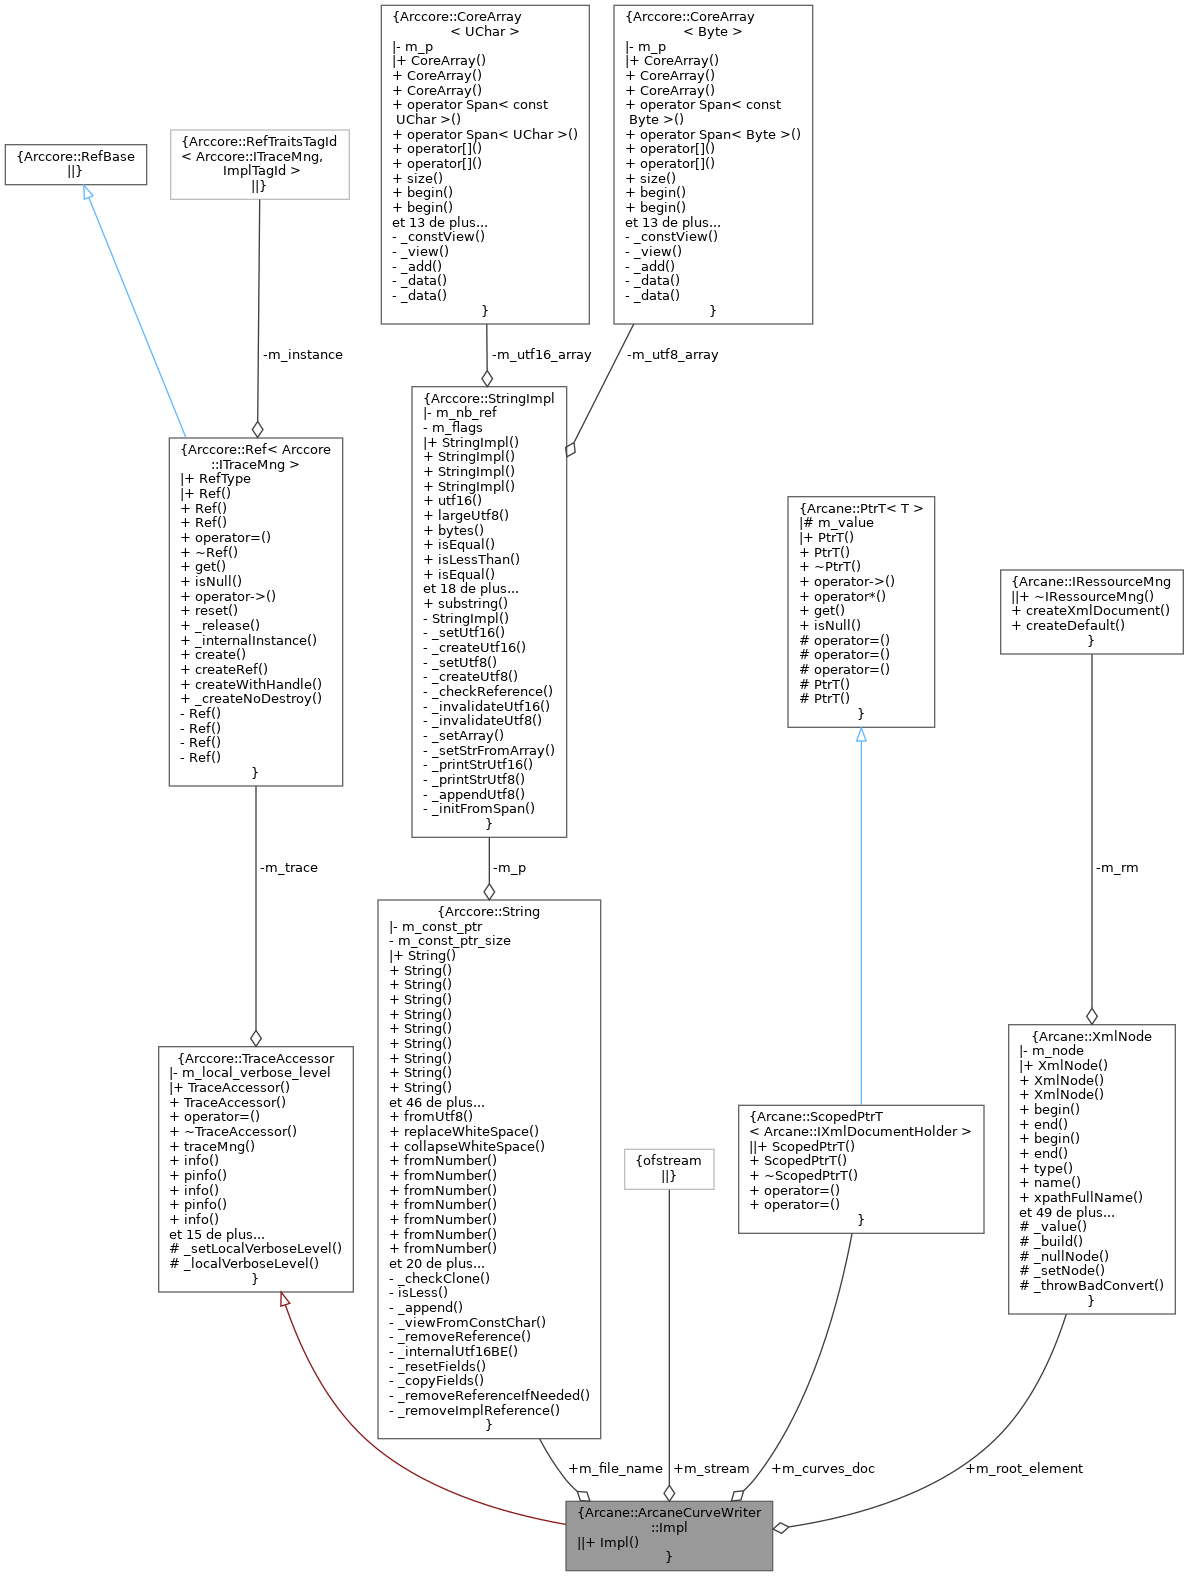 {Arccore::CoreArray
< UChar >
|- m_p
|+ CoreArray()
+ CoreArray()
+ CoreArray()
+ operator Span< const
UChar >()
+ operator Span< UChar >()
+ operator[]()
+ operator[]()
+ size()
+ begin()
+ begin()
et 13 de plus...
- _constView()
- _view()
- _add()
- _data()
- _data()
}
{Arccore::CoreArray
< Byte >
|- m_p
|+ CoreArray()
+ CoreArray()
+ CoreArray()
+ operator Span< const
Byte >()
+ operator Span< Byte >()
+ operator[]()
+ operator[]()
+ size()
+ begin()
+ begin()
et 13 de plus...
- _constView()
- _view()
- _add()
- _data()
- _data()
}
{Arccore::RefBase
||}
{Arccore::RefTraitsTagId
< Arccore::ITraceMng,
ImplTagId >
||}
-m_instance
-m_utf16_array
-m_utf8_array
{Arccore::Ref< Arccore
::ITraceMng >
|+ RefType
|+ Ref()
+ Ref()
+ Ref()
+ operator=()
+ ~Ref()
+ get()
+ isNull()
+ operator->()
+ reset()
+ _release()
+ _internalInstance()
+ create()
+ createRef()
+ createWithHandle()
+ _createNoDestroy()
- Ref()
- Ref()
- Ref()
- Ref()
}
{Arccore::StringImpl
|- m_nb_ref
- m_flags
|+ StringImpl()
+ StringImpl()
+ StringImpl()
+ StringImpl()
+ utf16()
+ largeUtf8()
+ bytes()
+ isEqual()
+ isLessThan()
+ isEqual()
et 18 de plus...
+ substring()
- StringImpl()
- _setUtf16()
- _createUtf16()
- _setUtf8()
- _createUtf8()
- _checkReference()
- _invalidateUtf16()
- _invalidateUtf8()
- _setArray()
- _setStrFromArray()
- _printStrUtf16()
- _printStrUtf8()
- _appendUtf8()
- _initFromSpan()
}
{Arcane::PtrT< T >
|# m_value
|+ PtrT()
+ PtrT()
+ ~PtrT()
+ operator->()
+ operator*()
+ get()
+ isNull()
# operator=()
# operator=()
# operator=()
# PtrT()
# PtrT()
}
{Arcane::IRessourceMng
||+ ~IRessourceMng()
+ createXmlDocument()
+ createDefault()
}
-m_trace
-m_p
-m_rm
{Arccore::TraceAccessor
|- m_local_verbose_level
|+ TraceAccessor()
+ TraceAccessor()
+ operator=()
+ ~TraceAccessor()
+ traceMng()
+ info()
+ pinfo()
+ info()
+ pinfo()
+ info()
et 15 de plus...
# _setLocalVerboseLevel()
# _localVerboseLevel()
}
{Arccore::String
|- m_const_ptr
- m_const_ptr_size
|+ String()
+ String()
+ String()
+ String()
+ String()
+ String()
+ String()
+ String()
+ String()
+ String()
et 46 de plus...
+ fromUtf8()
+ replaceWhiteSpace()
+ collapseWhiteSpace()
+ fromNumber()
+ fromNumber()
+ fromNumber()
+ fromNumber()
+ fromNumber()
+ fromNumber()
+ fromNumber()
et 20 de plus...
- _checkClone()
- isLess()
- _append()
- _viewFromConstChar()
- _removeReference()
- _internalUtf16BE()
- _resetFields()
- _copyFields()
- _removeReferenceIfNeeded()
- _removeImplReference()
}
{ofstream
||}
{Arcane::ScopedPtrT
< Arcane::IXmlDocumentHolder >
||+ ScopedPtrT()
+ ScopedPtrT()
+ ~ScopedPtrT()
+ operator=()
+ operator=()
}
{Arcane::XmlNode
|- m_node
|+ XmlNode()
+ XmlNode()
+ XmlNode()
+ begin()
+ end()
+ begin()
+ end()
+ type()
+ name()
+ xpathFullName()
et 49 de plus...
# _value()
# _build()
# _nullNode()
# _setNode()
# _throwBadConvert()
}
+m_file_name
+m_stream
+m_curves_doc
+m_root_element
{Arcane::ArcaneCurveWriter
::Impl
||+ Impl()
}